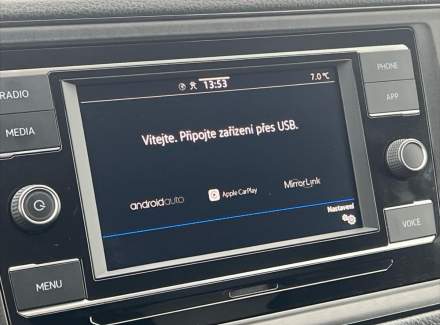 RADIO
MEDIA
MENU
13:53
7.0 °C
Vítejte. Připojte zařízení přes USB.
androidauto
Apple CarPlay
MirrorLink
Nastavení
PHONE
APP
VOICE